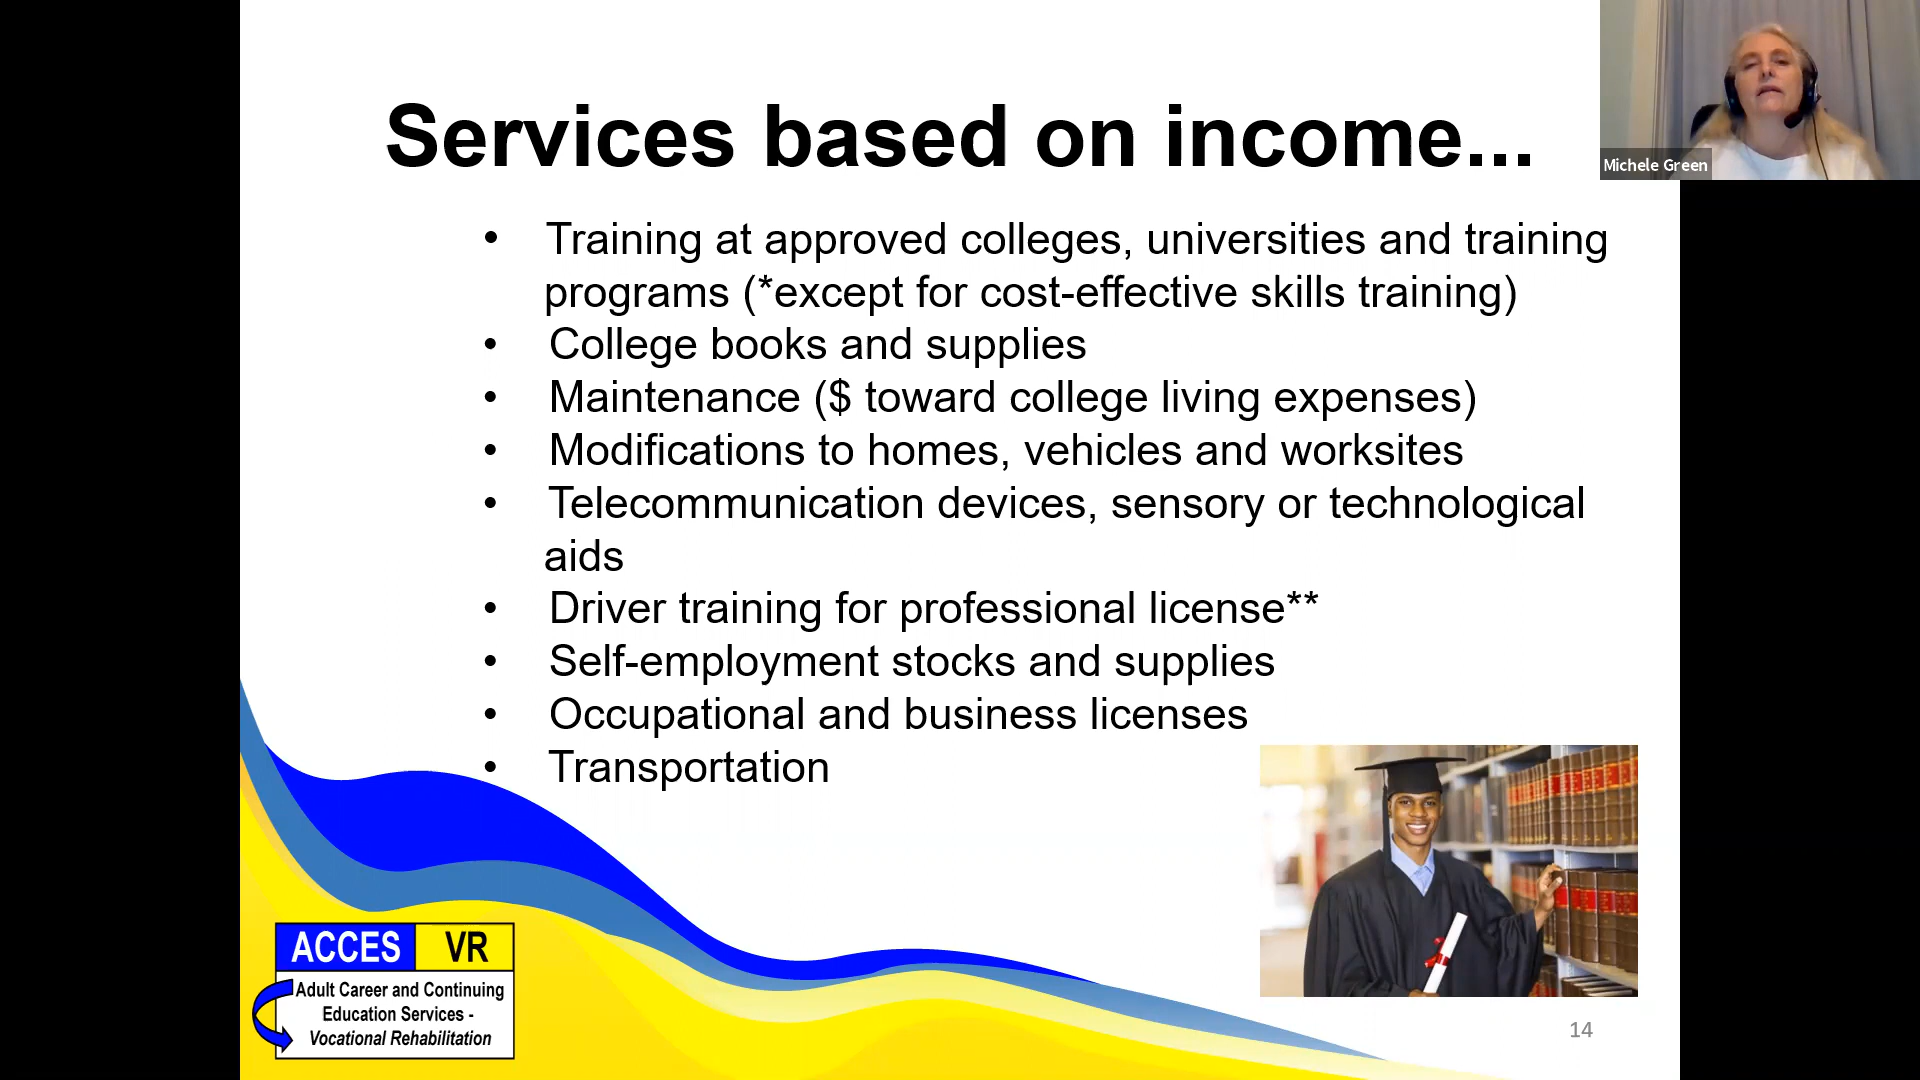 Services based on income...
Michele Green
• Training at approved colleges, universities and training
programs (*except for cost-effective skills training)
• College books and supplies
• Maintenance ($ toward college living expenses)
• Modifications to homes, vehicles and worksites
• Telecommunication devices, sensory or technological
aids
• Driver training for professional license**
• Self-employment stocks and supplies
• Occupational and business licenses
• Transportation
ACCES VR
Adult Career and Continuing
Education Services -
Vocational Rehabilitation
14